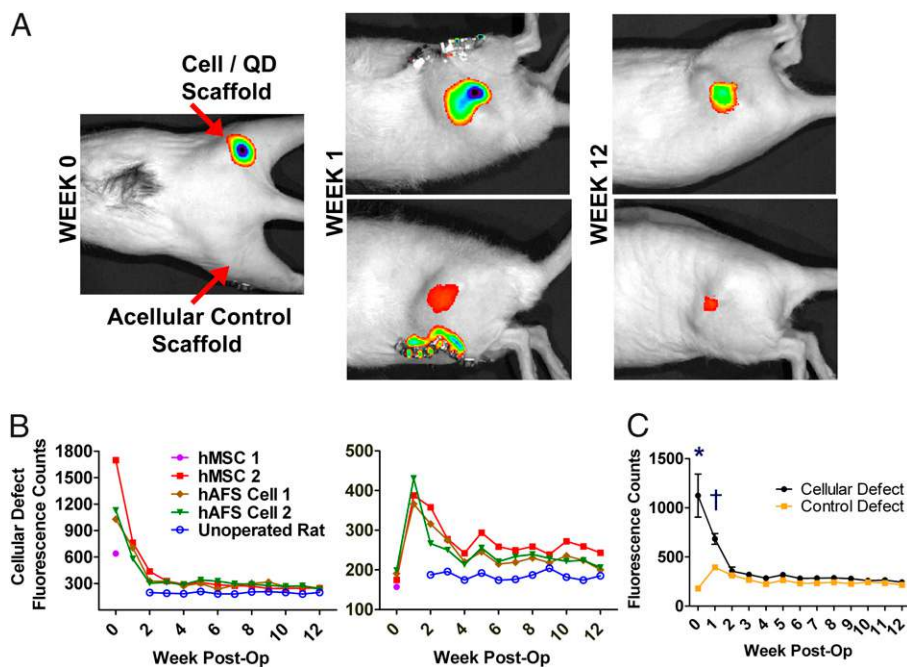 A
WEEK 0
Cell / QD
Scaffold
Acellular Control
Scaffold
WEEK 1
WEEK 12
B
Cellular Defect
Fluorescence Counts
1800
1500
1200
900
600
300
hMSC 1
hMSC 2
hAFS Cell 1
hAFS Cell 2
Unoperated Rat
0 2 4 6 8 10 12
Week Post-Op
500
400
300
200
100
0 2 4 6 8 10 12
Week Post-Op
C
Fluorescence Counts
1500
1000
500
0
*
†
Cellular Defect
Control Defect
0 1 2 3 4 5 6 7 8 9 10 11 12
Week Post-Op